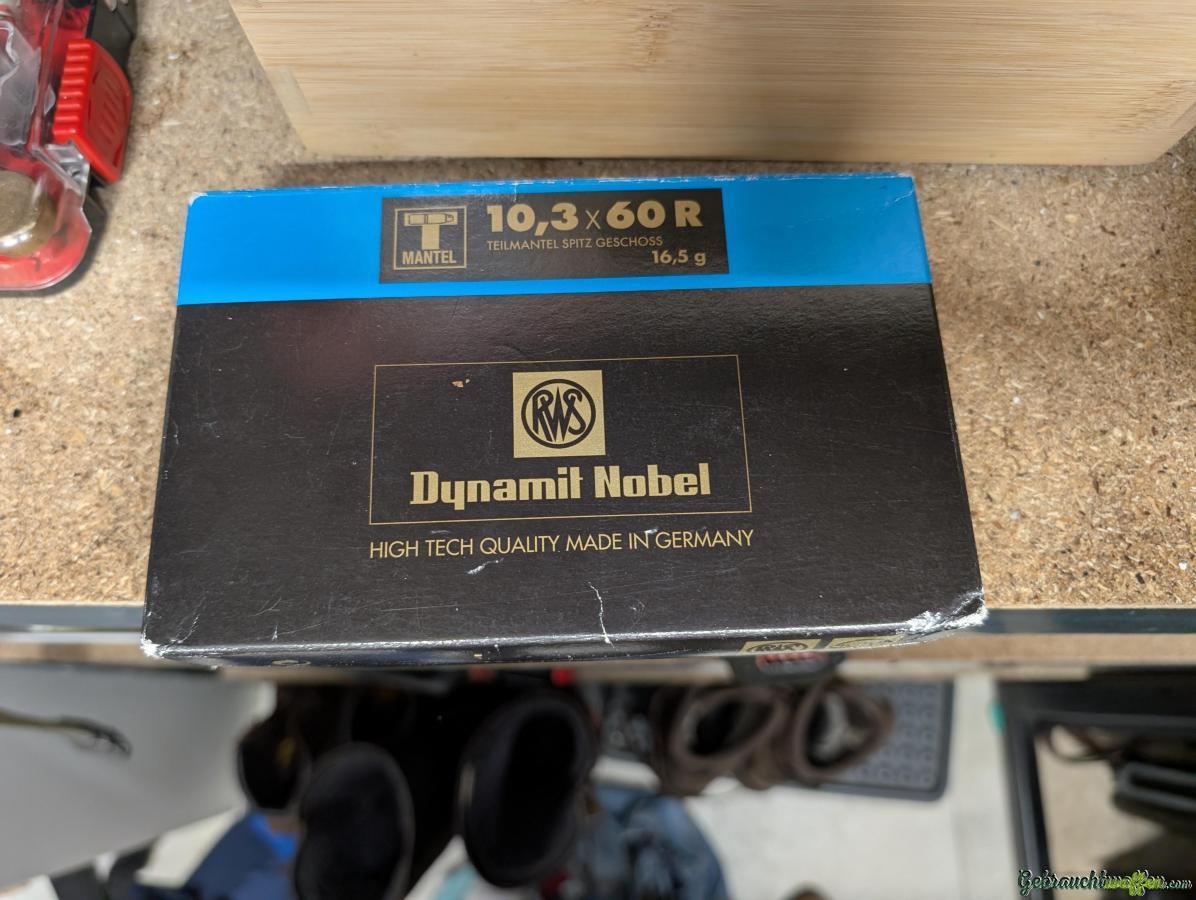 10,3 x 60 R
TEILMANTEL SPITZ GESCHOSS
16,5 g
T
MANTEL
RWS
Dynamit Nobel
HIGH TECH QUALITY MADE IN GERMANY
RWS
Gebrauchtwaffen.com